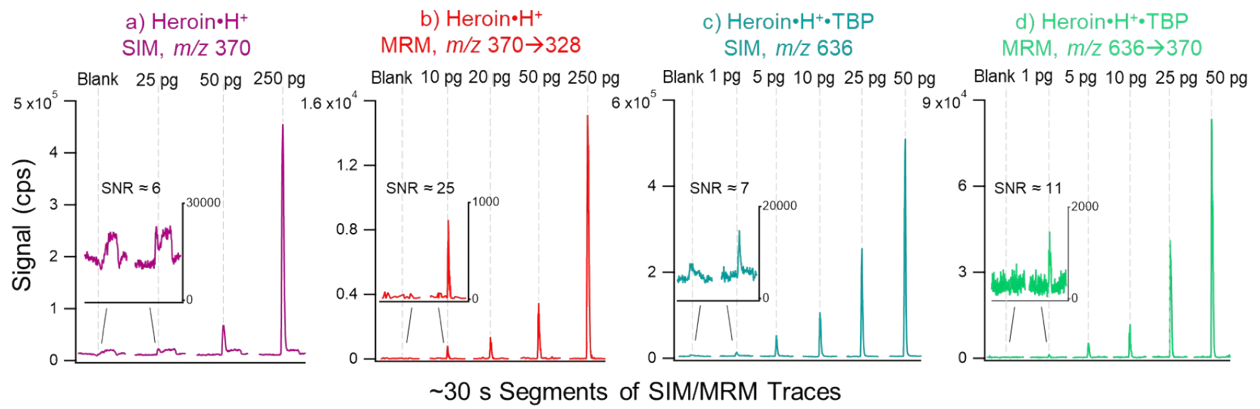 a) Heroin•H⁺
SIM, m/z 370
b) Heroin•H⁺
MRM, m/z 370→328
c) Heroin•H⁺•TBP
SIM, m/z 636
d) Heroin•H⁺•TBP
MRM, m/z 636→370
Blank 25 pg 50 pg 250 pg
Blank 10 pg 20 pg 50 pg 250 pg
Blank 1 pg 5 pg 10 pg 25 pg 50 pg
Blank 1 pg 5 pg 10 pg 25 pg 50 pg
Signal (cps)
5 x10⁵
4
3
2
1
0
SNR ≈ 6
30000
0
1.6 x10⁴
1.2
0.8
0.4
0
SNR ≈ 25
1000
0
6 x10⁵
4
2
0
SNR ≈ 7
20000
0
9 x10⁴
6
3
0
SNR ≈ 11
2000
0
~30 s Segments of SIM/MRM Traces